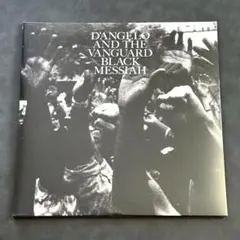 D'ANGELO
AND THE
VANGUARD
BLACK
MESSIAH